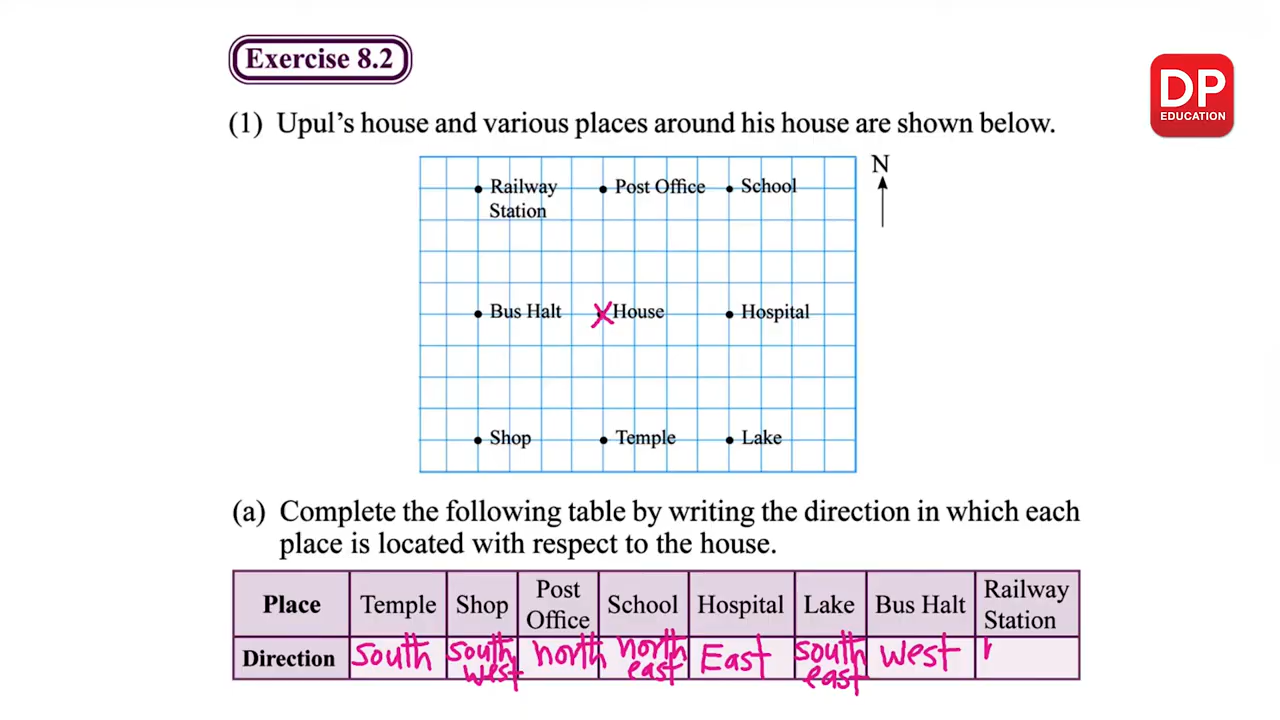 Exercise 8.2
DP
EDUCATION
(1) Upul's house and various places around his house are shown below.
N
Railway Station
Post Office
School
Bus Halt
House
Hospital
Shop
Temple
Lake
(a) Complete the following table by writing the direction in which each
place is located with respect to the house.
Place Temple Shop Post Office School Hospital Lake Bus Halt Railway Station
Direction south south west north north east East south east west